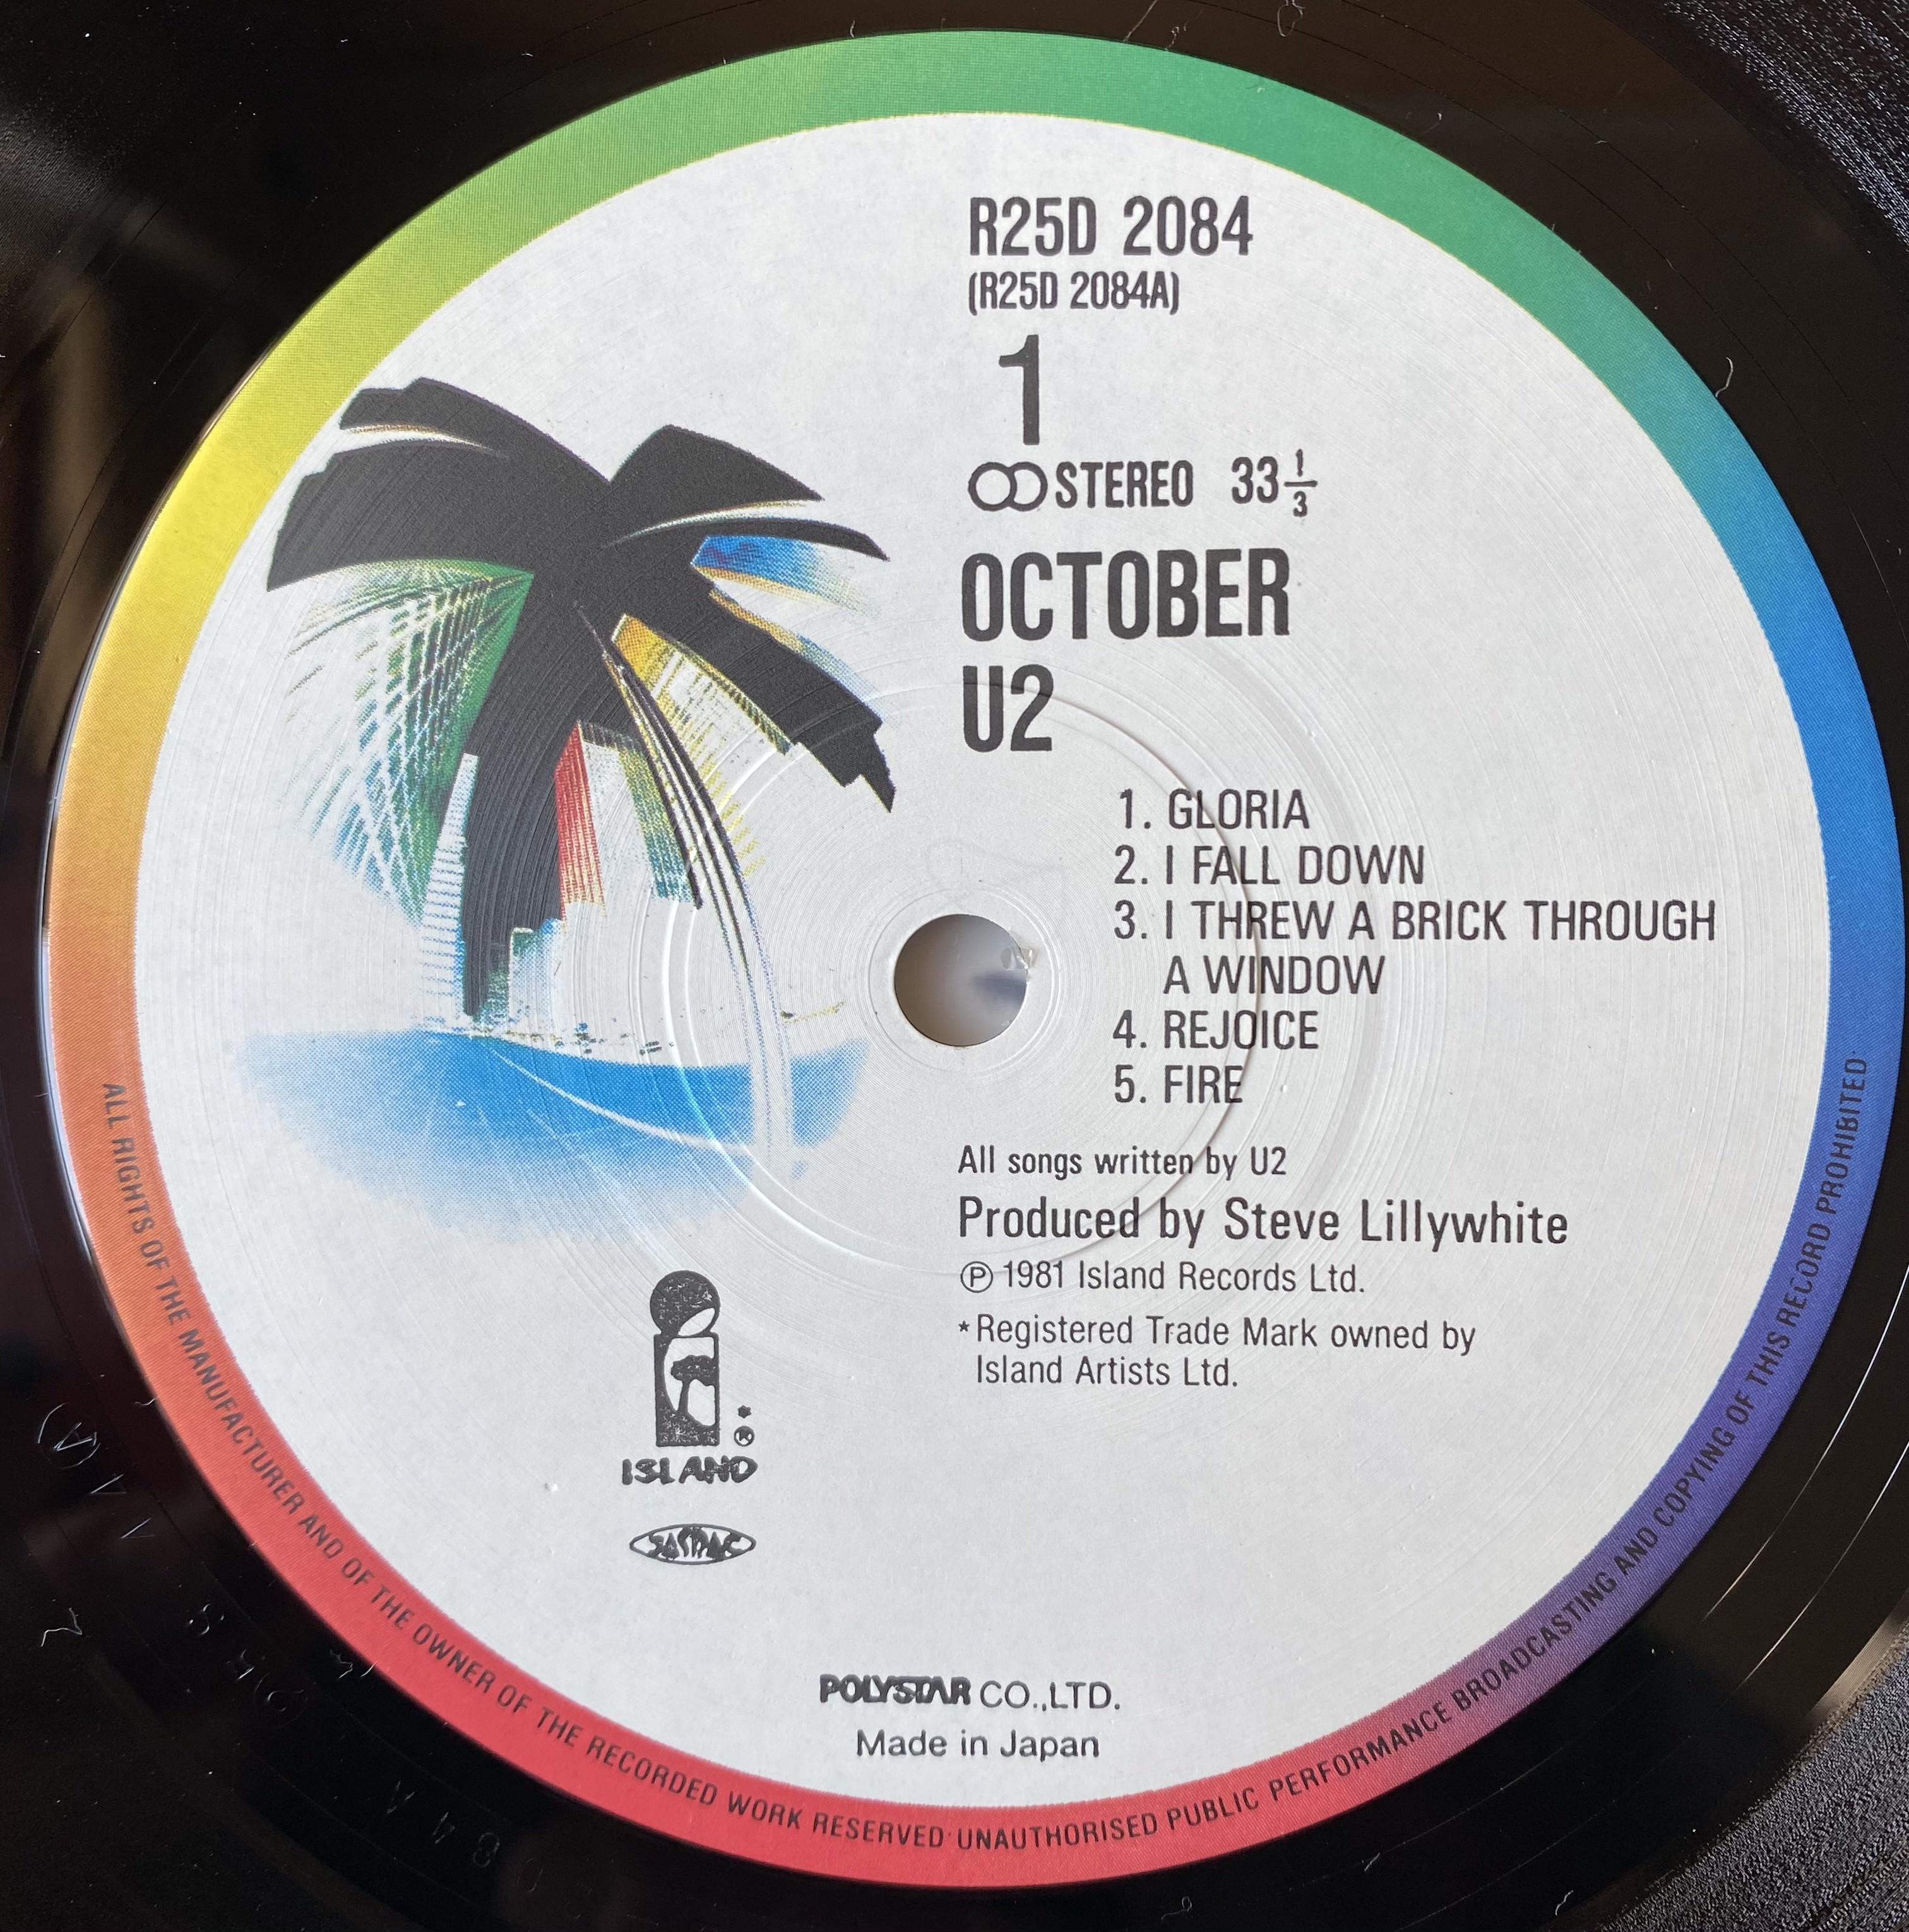 R25D 2084
(R25D 2084A)
1
STEREO 33 1/3
OCTOBER
U2
1. GLORIA
2. I FALL DOWN
3. I THREW A BRICK THROUGH
A WINDOW
4. REJOICE
5. FIRE
All songs written by U2
Produced by Steve Lillywhite
Ⓟ 1981 Island Records Ltd.
*Registered Trade Mark owned by
Island Artists Ltd.
*
®
ISLAND
JASRAC
POLYSTAR CO.,LTD.
Made in Japan
ALL RIGHTS OF THE MANUFACTURER AND OF THE OWNER OF THE RECORDED WORK RESERVED·UNAUTHORISED PUBLIC PERFORMANCE BROADCASTING AND COPYING OF THIS RECORD PROHIBITED·